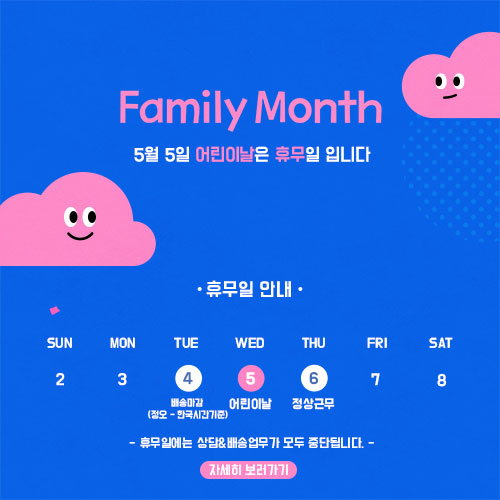 Family Month
5월 5일 어린이날은 휴무일 입니다
• 휴무일 안내 •
SUN MON TUE WED THU FRI SAT
2 3 4 5 6 7 8
배송마감 어린이날 정상근무
(정오 - 한국시간기준)
- 휴무일에는 상담&배송업무가 모두 중단됩니다. -
자세히 보러가기